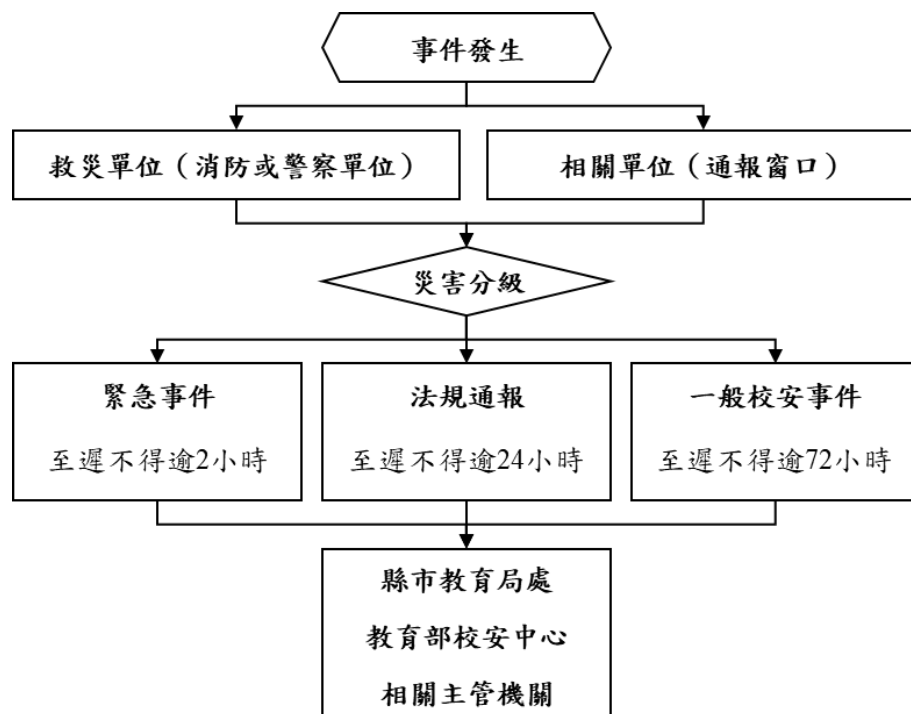 事件發生
救災單位（消防或警察單位）
相關單位（通報窗口）
災害分級
緊急事件
至遲不得逾2小時
法規通報
至遲不得逾24小時
一般校安事件
至遲不得逾72小時
縣市教育局處
教育部校安中心
相關主管機關